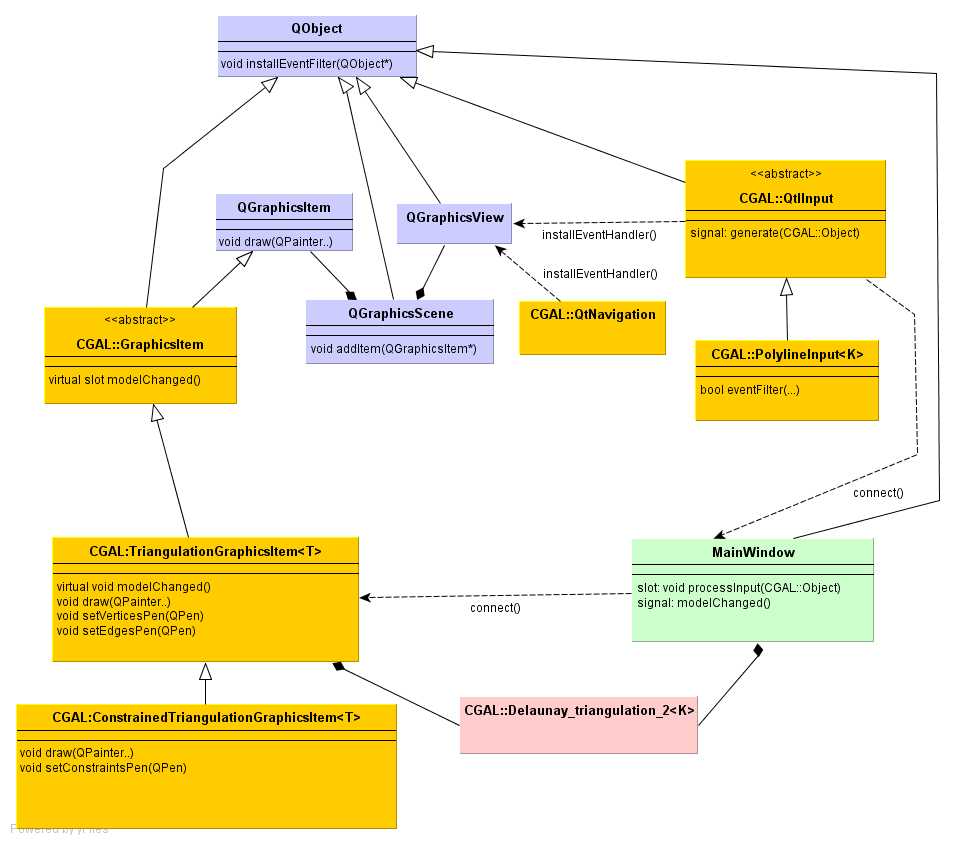 QObject
void installEventFilter(QObject*)
<<abstract>>
CGAL::QtIInput
signal: generate(CGAL::Object)
QGraphicsItem
void draw(QPainter..)
QGraphicsView
installEventHandler()
installEventHandler()
QGraphicsScene
void addItem(QGraphicsItem*)
CGAL::QtNavigation
<<abstract>>
CGAL::GraphicsItem
virtual slot modelChanged()
CGAL::PolylineInput<K>
bool eventFilter(...)
connect()
CGAL:TriangulationGraphicsItem<T>
virtual void modelChanged()
void draw(QPainter..)
void setVerticesPen(QPen)
void setEdgesPen(QPen)
MainWindow
slot: void processInput(CGAL::Object)
signal: modelChanged()
connect()
CGAL::Delaunay_triangulation_2<K>
CGAL:ConstrainedTriangulationGraphicsItem<T>
void draw(QPainter..)
void setConstraintsPen(QPen)
Powered by yFiles